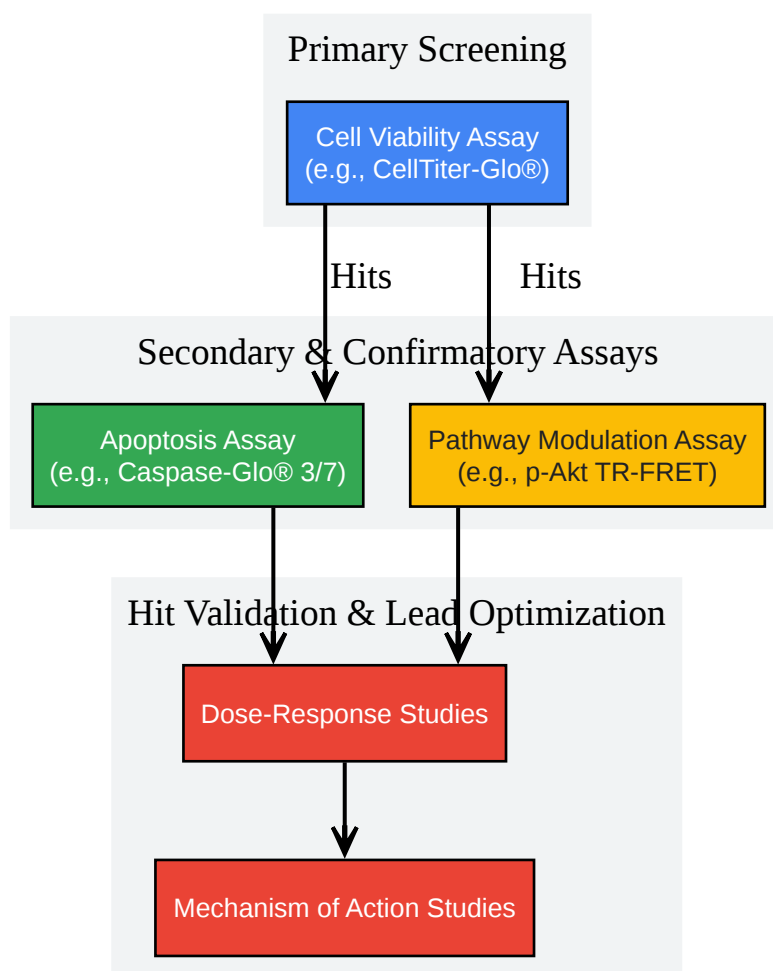 Primary Screening
Cell Viability Assay
(e.g., CellTiter-Glo®)
Hits
Hits
Secondary & Confirmatory Assays
Apoptosis Assay
(e.g., Caspase-Glo® 3/7)
Pathway Modulation Assay
(e.g., p-Akt TR-FRET)
Hit Validation & Lead Optimization
Dose-Response Studies
Mechanism of Action Studies